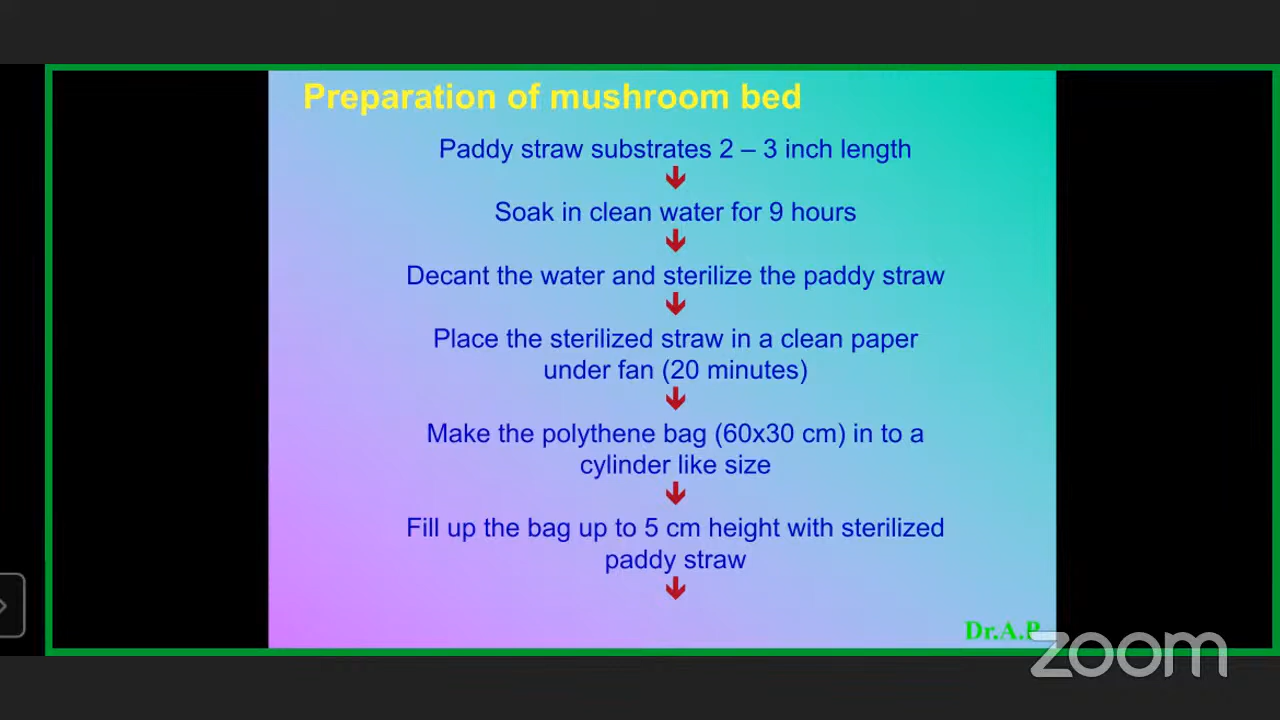 Preparation of mushroom bed
Paddy straw substrates 2 – 3 inch length
Soak in clean water for 9 hours
Decant the water and sterilize the paddy straw
Place the sterilized straw in a clean paper
under fan (20 minutes)
Make the polythene bag (60x30 cm) in to a
cylinder like size
Fill up the bag up to 5 cm height with sterilized
paddy straw
Dr.A.P
zoom